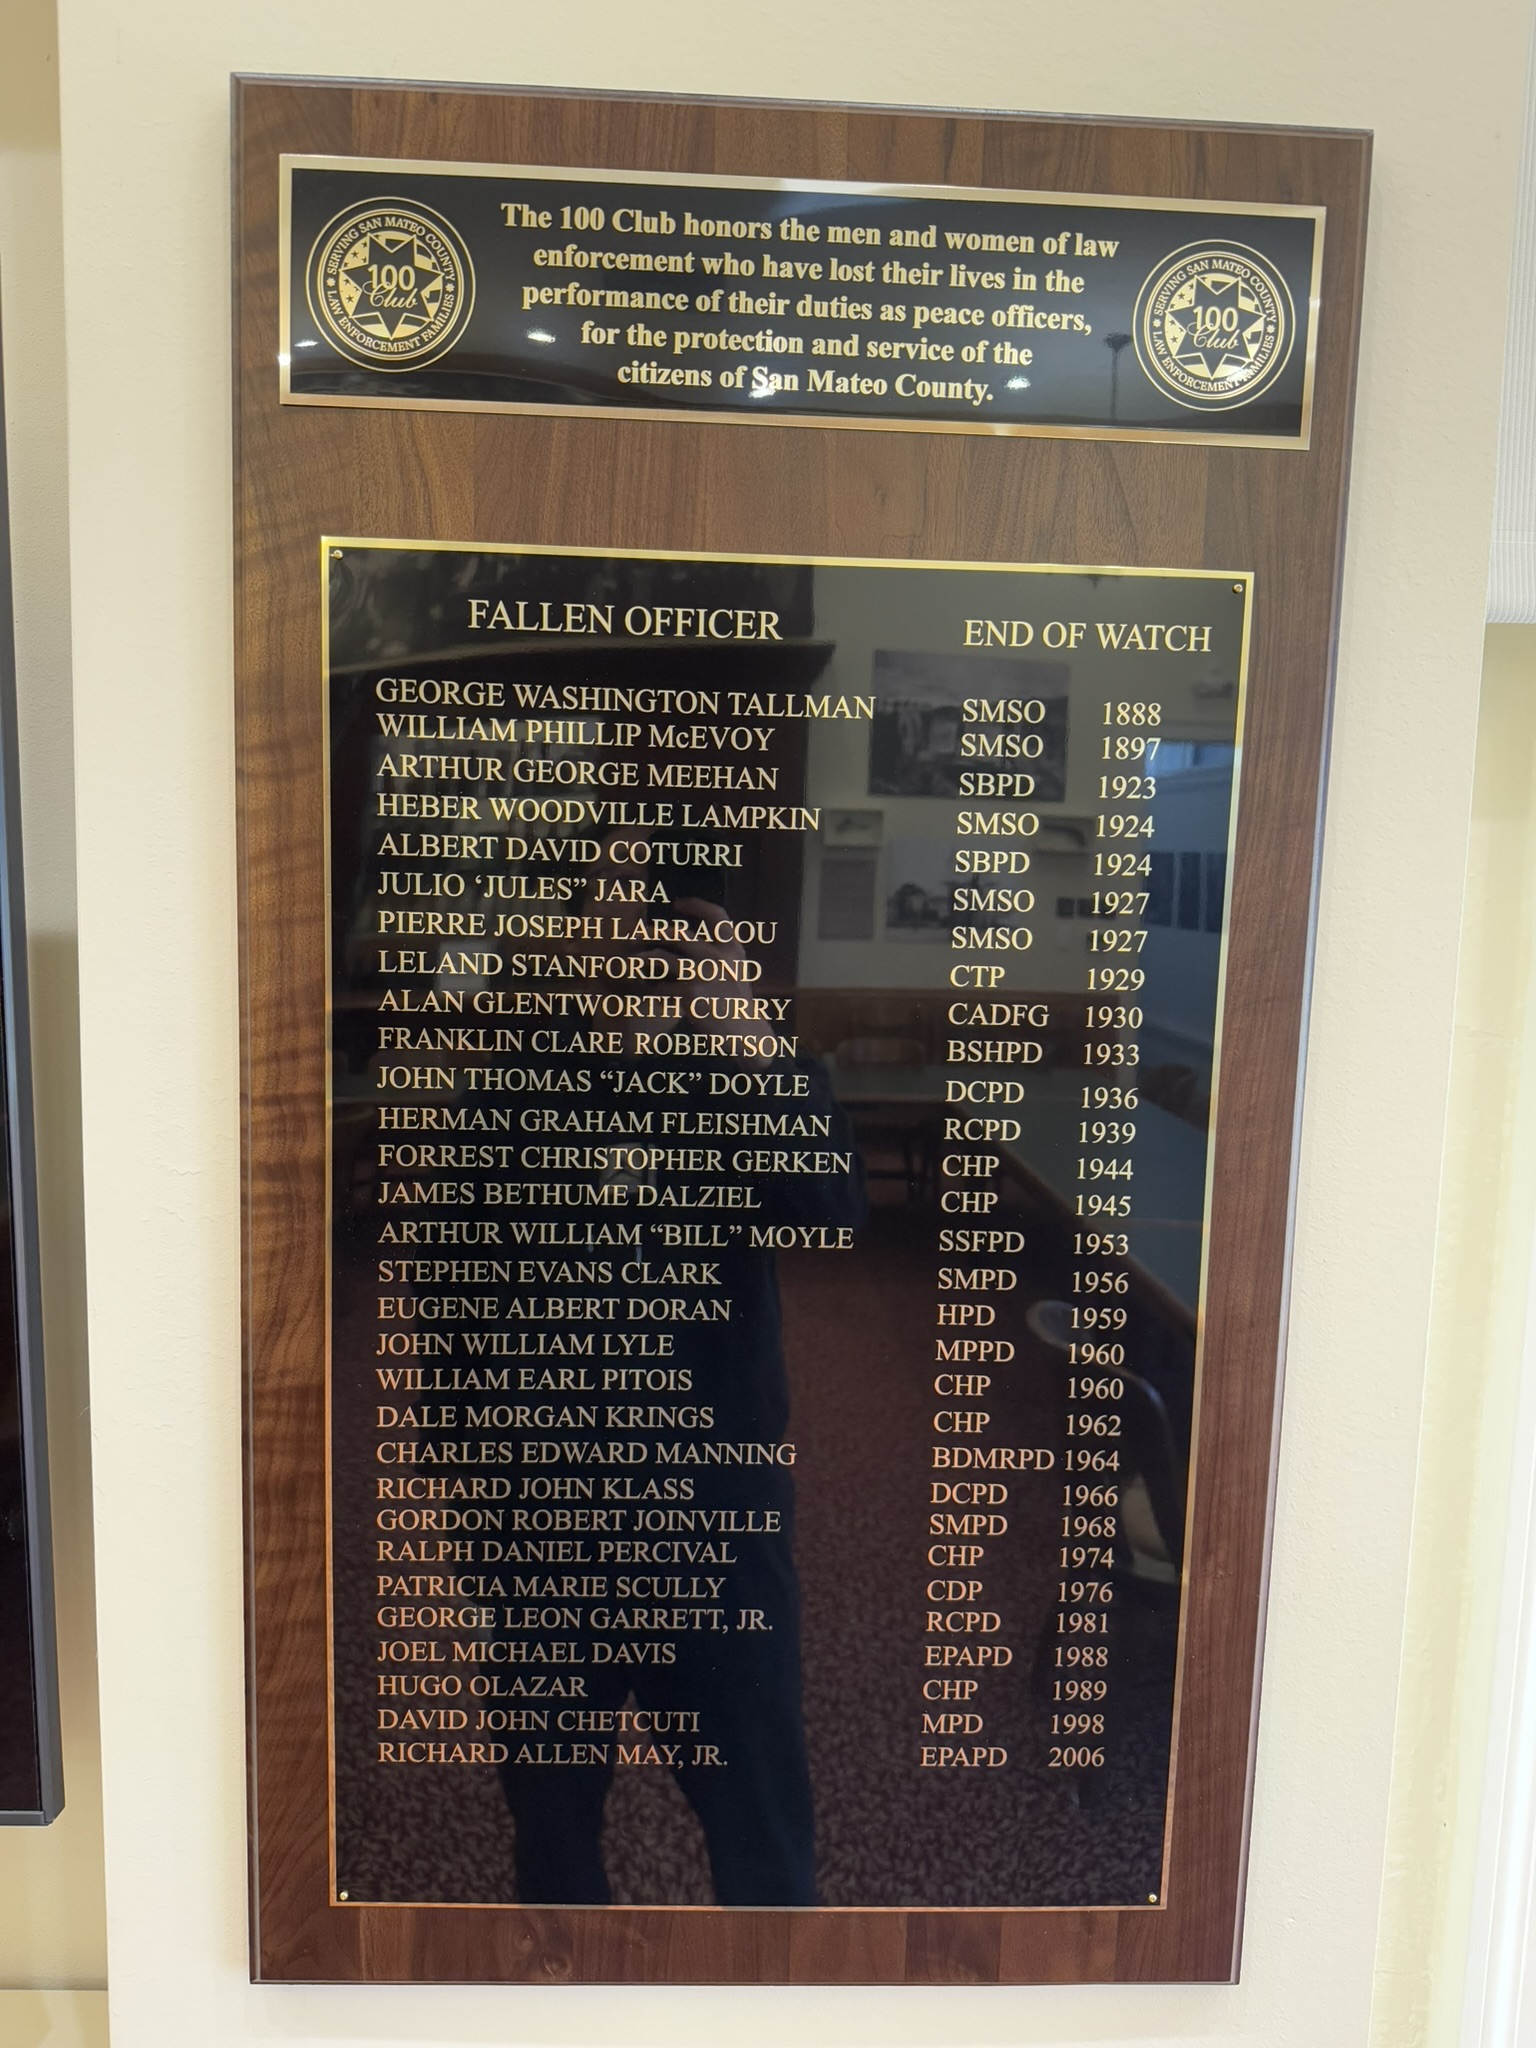 The 100 Club honors the men and women of law
enforcement who have lost their lives in the
performance of their duties as peace officers,
for the protection and service of the
citizens of San Mateo County.
SERVING SAN MATEO COUNTY
100
Club
LAW ENFORCEMENT FAMILIES
SERVING SAN MATEO COUNTY
100
Club
LAW ENFORCEMENT FAMILIES
FALLEN OFFICER END OF WATCH
GEORGE WASHINGTON TALLMAN SMSO 1888
WILLIAM PHILLIP McEVOY SMSO 1897
ARTHUR GEORGE MEEHAN SBPD 1923
HEBER WOODVILLE LAMPKIN SMSO 1924
ALBERT DAVID COTURRI SBPD 1924
JULIO ‘JULES” JARA SMSO 1927
PIERRE JOSEPH LARRACOU SMSO 1927
LELAND STANFORD BOND CTP 1929
ALAN GLENTWORTH CURRY CADFG 1930
FRANKLIN CLARE ROBERTSON BSHPD 1933
JOHN THOMAS “JACK” DOYLE DCPD 1936
HERMAN GRAHAM FLEISHMAN RCPD 1939
FORREST CHRISTOPHER GERKEN CHP 1944
JAMES BETHUME DALZIEL CHP 1945
ARTHUR WILLIAM “BILL” MOYLE SSFPD 1953
STEPHEN EVANS CLARK SMPD 1956
EUGENE ALBERT DORAN HPD 1959
JOHN WILLIAM LYLE MPPD 1960
WILLIAM EARL PITOIS CHP 1960
DALE MORGAN KRINGS CHP 1962
CHARLES EDWARD MANNING BDMRPD 1964
RICHARD JOHN KLASS DCPD 1966
GORDON ROBERT JOINVILLE SMPD 1968
RALPH DANIEL PERCIVAL CHP 1974
PATRICIA MARIE SCULLY CDP 1976
GEORGE LEON GARRETT, JR. RCPD 1981
JOEL MICHAEL DAVIS EPAPD 1988
HUGO OLAZAR CHP 1989
DAVID JOHN CHETCUTI MPD 1998
RICHARD ALLEN MAY, JR. EPAPD 2006